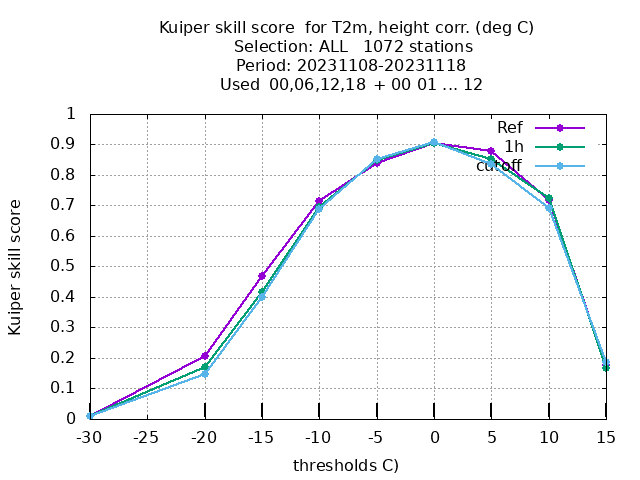 Kuiper skill score  for T2m, height corr. (deg C)
Selection: ALL   1072 stations
Period: 20231108-20231118
Used  00,06,12,18  + 00 01 ... 12
Ref
1h
cutoff
1
0.9
0.8
0.7
0.6
0.5
0.4
0.3
0.2
0.1
0
Kuiper skill score
-30 -25 -20 -15 -10 -5 0 5 10 15
thresholds C)